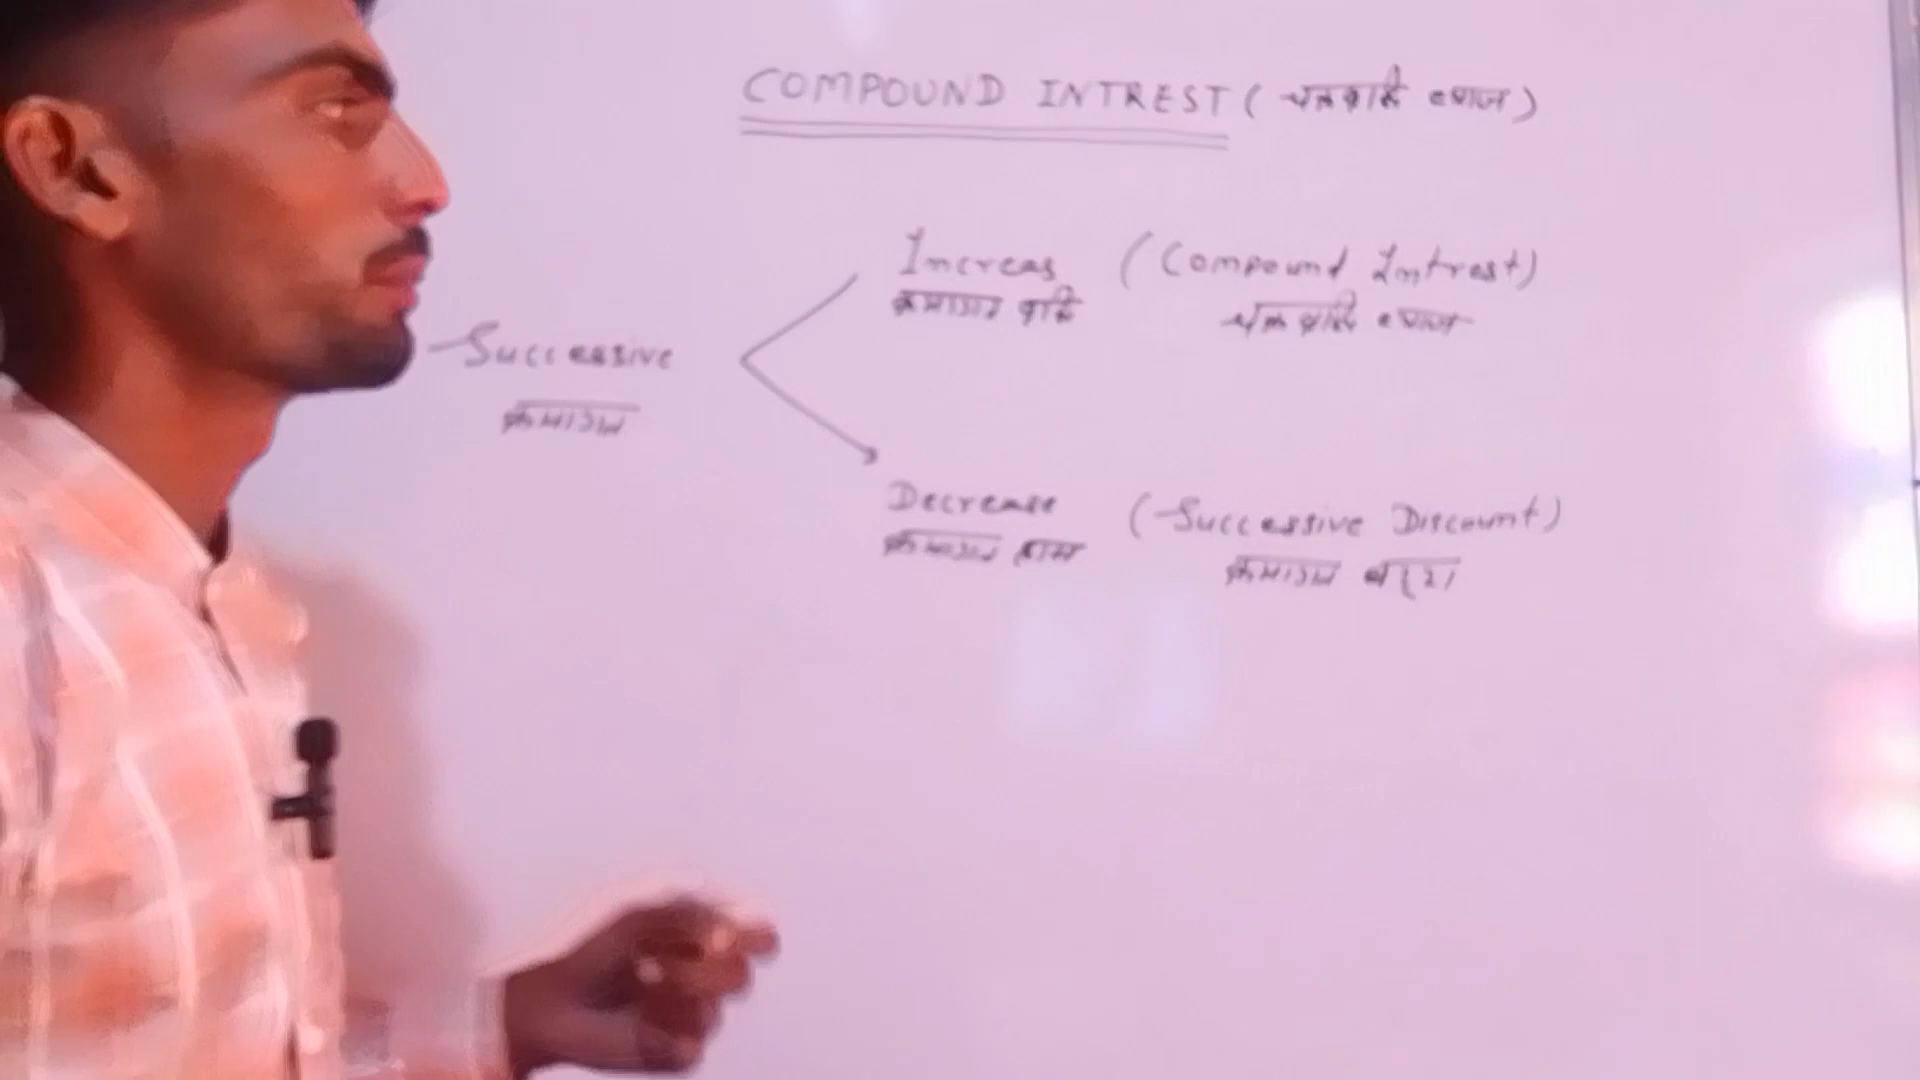 COMPOUND INTREST ( चक्रवृद्धि ब्याज )
Increas ( Compound Intrest )
क्रमागत वृद्धि चक्रवृद्धि ब्याज
Successive
क्रमागत
Decrease ( Successive Discount )
क्रमागत ह्रास क्रमागत बट्टा